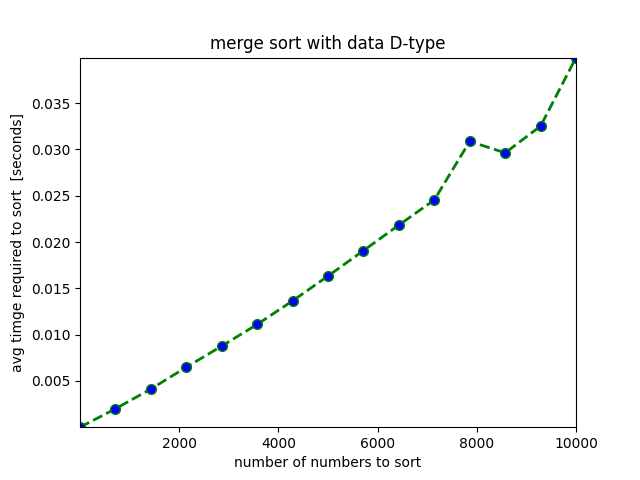 merge sort with data D-type
avg timge required to sort  [seconds]
0.035
0.030
0.025
0.020
0.015
0.010
0.005
2000 4000 6000 8000 10000
number of numbers to sort